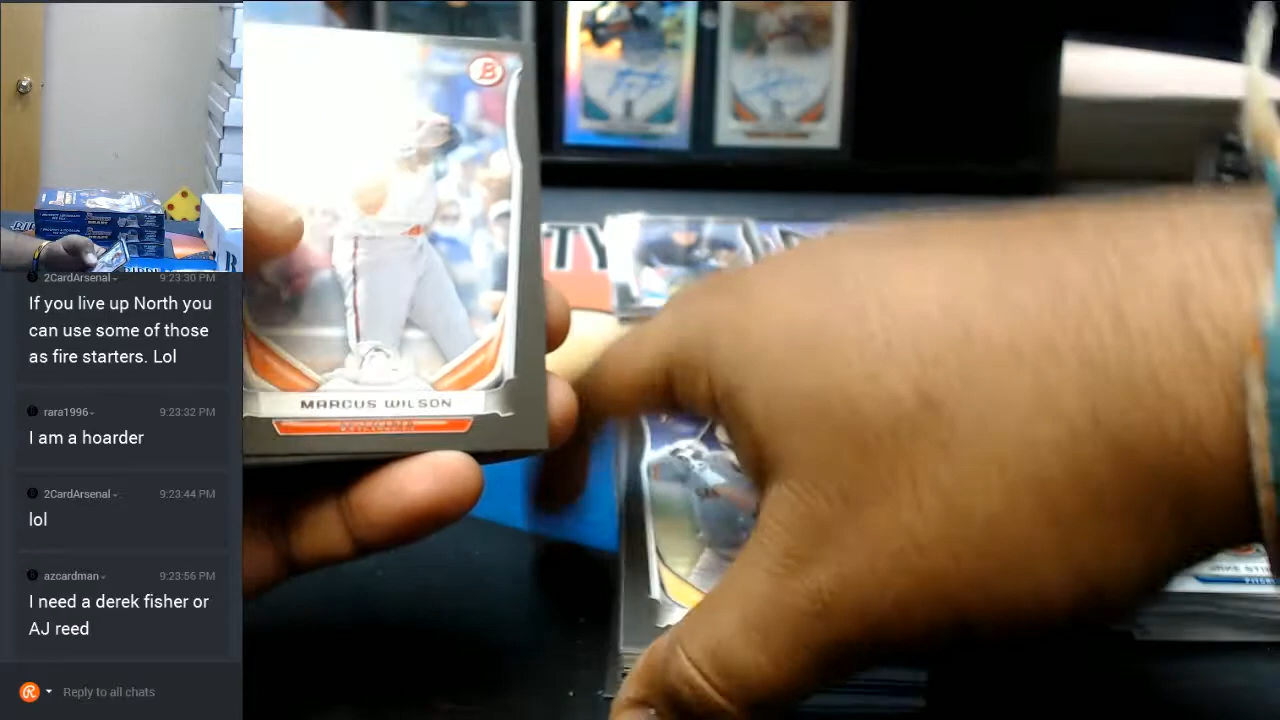 2CardArsenal 9:23:30 PM
If you live up North you
can use some of those
as fire starters. Lol
rara1996 9:23:32 PM
I am a hoarder
2CardArsenal 9:23:44 PM
lol
azcardman 9:23:56 PM
I need a derek fisher or
AJ reed
Reply to all chats
B
MARCUS WILSON
TY